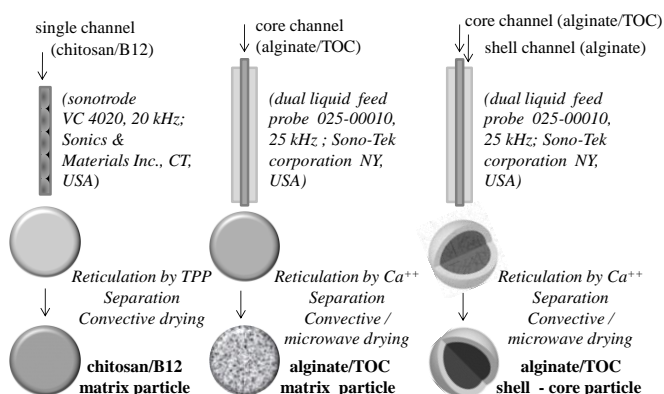 single channel
(chitosan/B12)
(sonotrode
VC 4020, 20 kHz;
Sonics &
Materials Inc., CT,
USA)
Reticulation by TPP
Separation
Convective drying
chitosan/B12
matrix particle
core channel
(alginate/TOC)
(dual liquid feed
probe 025-00010,
25 kHz ; Sono-Tek
corporation NY,
USA)
Reticulation by Ca⁺⁺
Separation
Convective /
microwave drying
alginate/TOC
matrix particle
core channel (alginate/TOC)
shell channel (alginate)
(dual liquid feed
probe 025-00010,
25 kHz; Sono-Tek
corporation NY,
USA)
Reticulation by Ca⁺⁺
Separation
Convective /
microwave drying
alginate/TOC
shell - core particle